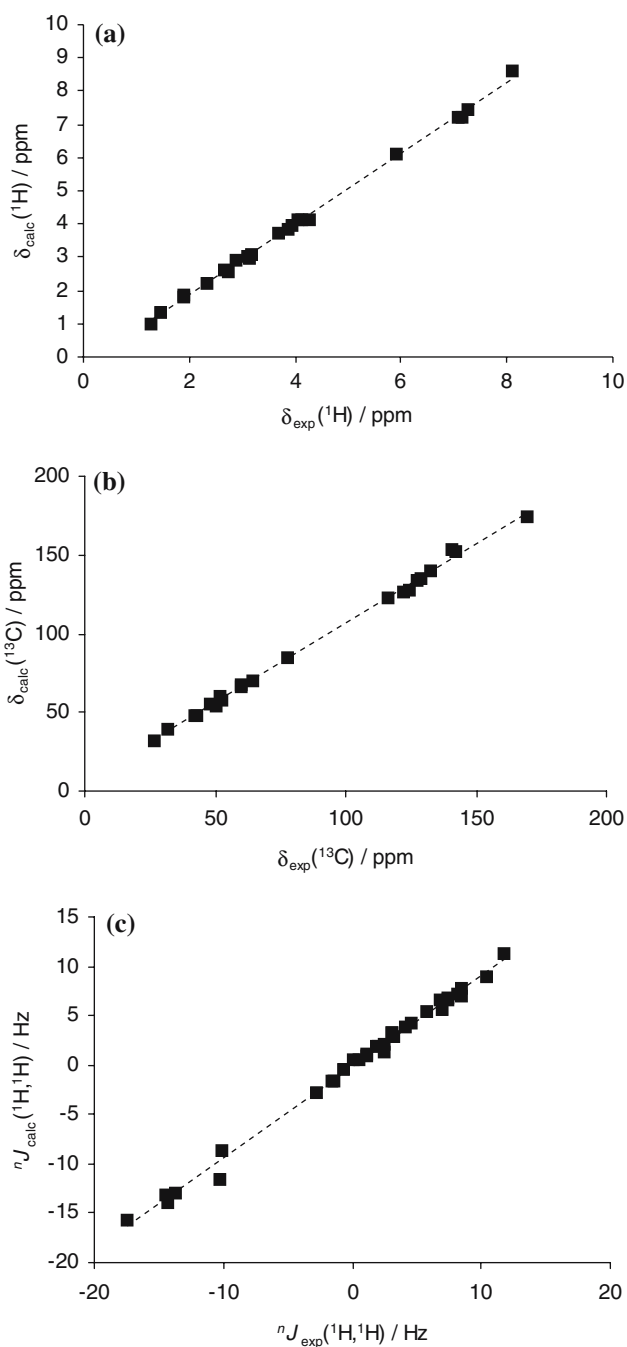 (a)
10
9
8
7
6
5
4
3
2
1
0
δcalc(¹H) / ppm
0 2 4 6 8 10
δexp(¹H) / ppm
(b)
200
150
100
50
0
δcalc(¹³C) / ppm
0 50 100 150 200
δexp(¹³C) / ppm
(c)
15
10
5
0
-5
-10
-15
-20
ⁿJcalc(¹H,¹H) / Hz
-20 -10 0 10 20
ⁿJexp(¹H,¹H) / Hz